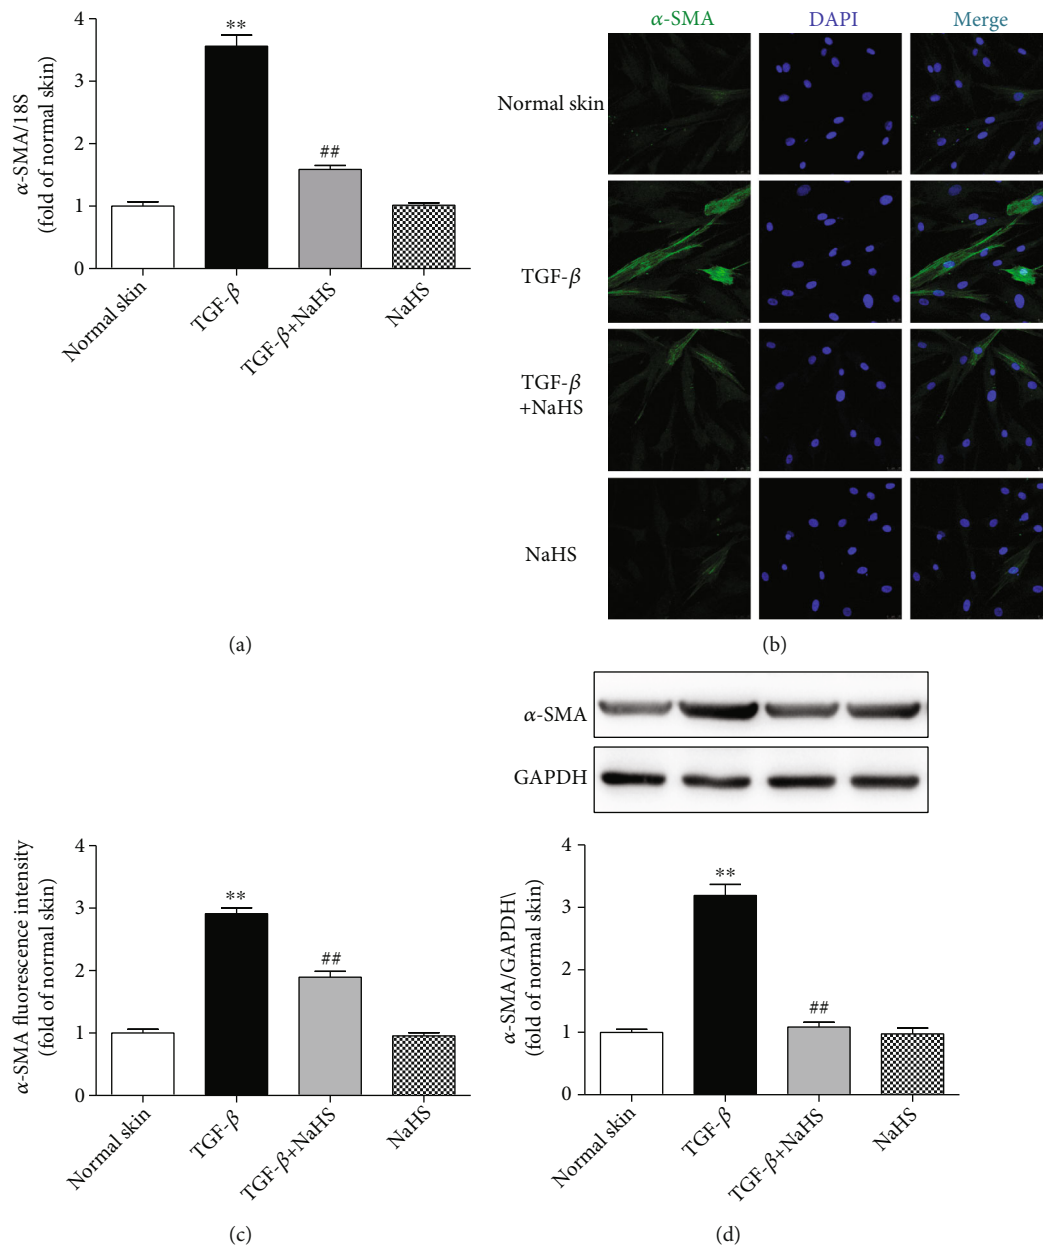 α-SMA/18S
(fold of normal skin)
4
3
2
1
0
**
##
Normal skin
TGF-β
TGF-β+NaHS
NaHS
(a)
α-SMA
DAPI
Merge
Normal skin
TGF-β
TGF-β
+NaHS
NaHS
(b)
α-SMA fluorescence intensity
(fold of normal skin)
4
3
2
1
0
**
##
Normal skin
TGF-β
TGF-β+NaHS
NaHS
(c)
α-SMA
GAPDH
α-SMA/GAPDH\
(fold of normal skin)
4
3
2
1
0
**
##
Normal skin
TGF-β
TGF-β+NaHS
NaHS
(d)